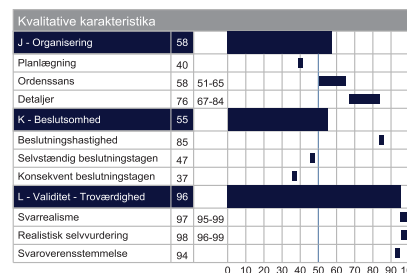 Kvalitative karakteristika
J - Organisering 58
Planlægning 40
Ordenssans 58 51-65
Detaljer 76 67-84
K - Beslutsomhed 55
Beslutningshastighed 85
Selvstændig beslutningstagen 47
Konsekvent beslutningstagen 37
L - Validitet - Troværdighed 96
Svarrealisme 97 95-99
Realistisk selvvurdering 98 96-99
Svaroverensstemmelse 94
0 10 20 30 40 50 60 70 80 90